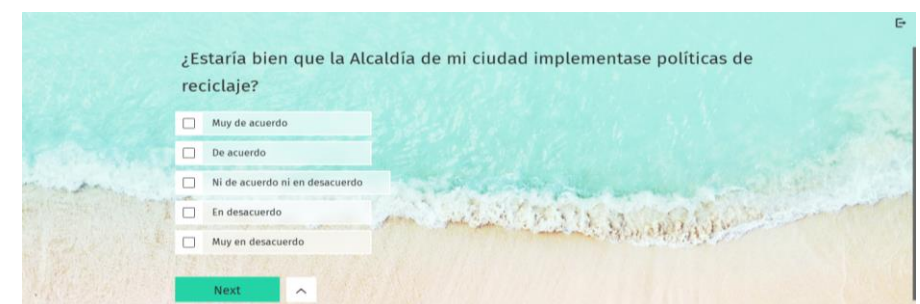 ¿Estaría bien que la Alcaldía de mi ciudad implementase políticas de
reciclaje?
Muy de acuerdo
De acuerdo
Ni de acuerdo ni en desacuerdo
En desacuerdo
Muy en desacuerdo
Next